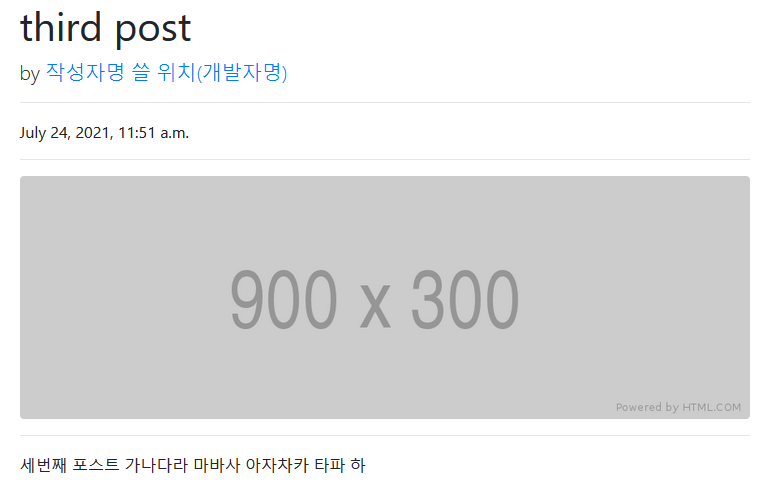 third post
by 작성자명 쓸 위치(개발자명)
July 24, 2021, 11:51 a.m.
900 x 300
Powered by HTML.COM
세번째 포스트 가나다라 마바사 아자차카 타파 하